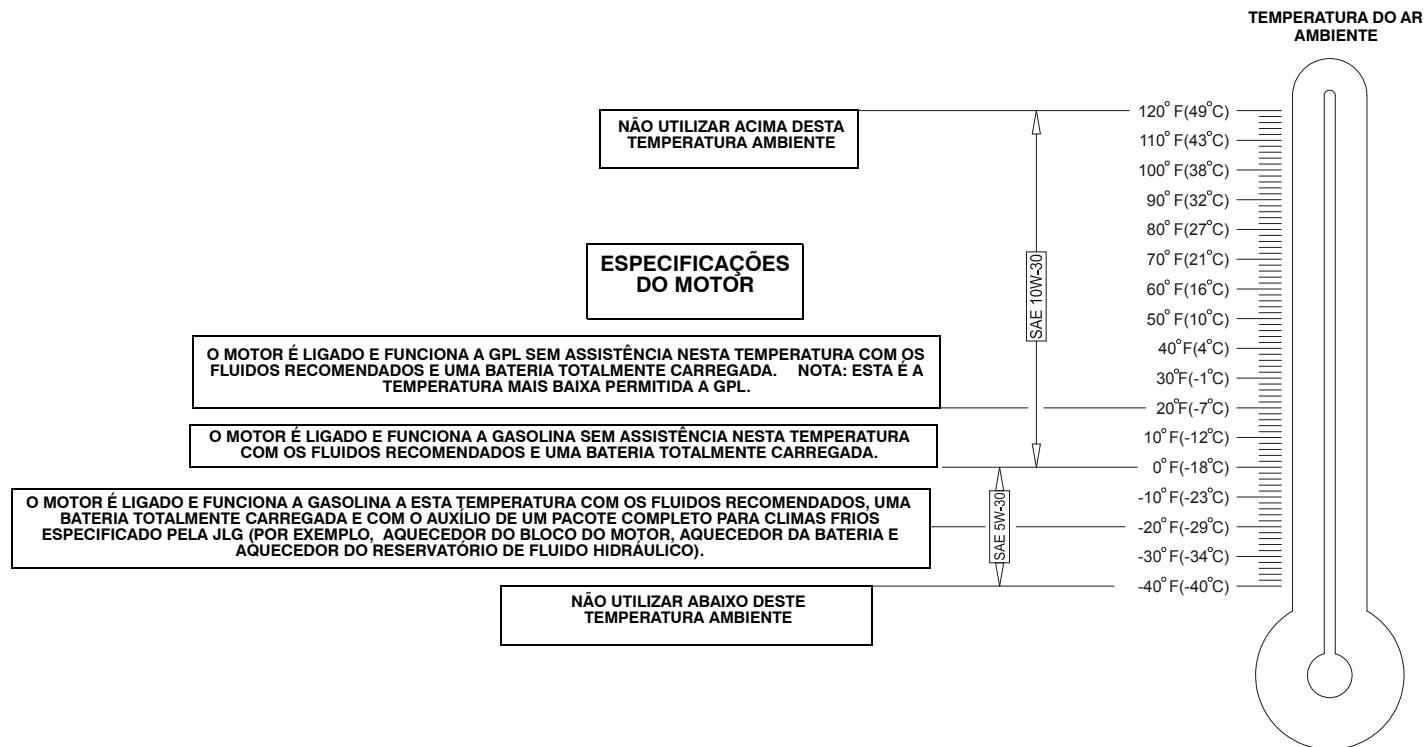 TEMPERATURA DO AR
AMBIENTE
NÃO UTILIZAR ACIMA DESTA
TEMPERATURA AMBIENTE
120° F(49°C)
110° F(43°C)
100° F(38°C)
90° F(32°C)
80° F(27°C)
70° F(21°C)
60° F(16°C)
50° F(10°C)
40°F(4°C)
30°F(-1°C)
20°F(-7°C)
10° F(-12°C)
0° F(-18°C)
-10° F(-23°C)
-20° F(-29°C)
-30° F(-34°C)
-40° F(-40°C)
SAE 10W-30
SAE 5W-30
ESPECIFICAÇÕES
DO MOTOR
O MOTOR É LIGADO E FUNCIONA A GPL SEM ASSISTÊNCIA NESTA TEMPERATURA COM OS
FLUIDOS RECOMENDADOS E UMA BATERIA TOTALMENTE CARREGADA. NOTA: ESTA É A
TEMPERATURA MAIS BAIXA PERMITIDA A GPL.
O MOTOR É LIGADO E FUNCIONA A GASOLINA SEM ASSISTÊNCIA NESTA TEMPERATURA
COM OS FLUIDOS RECOMENDADOS E UMA BATERIA TOTALMENTE CARREGADA.
O MOTOR É LIGADO E FUNCIONA A GASOLINA A ESTA TEMPERATURA COM OS FLUIDOS RECOMENDADOS, UMA
BATERIA TOTALMENTE CARREGADA E COM O AUXÍLIO DE UM PACOTE COMPLETO PARA CLIMAS FRIOS
ESPECIFICADO PELA JLG (POR EXEMPLO, AQUECEDOR DO BLOCO DO MOTOR, AQUECEDOR DA BATERIA E
AQUECEDOR DO RESERVATÓRIO DE FLUIDO HIDRÁULICO).
NÃO UTILIZAR ABAIXO DESTE
TEMPERATURA AMBIENTE